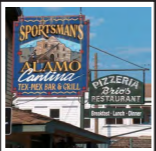 SPORTSMAN'S
ALAMO
Cantina
TEX-MEX BAR & GRILL
PIZZERIA
Brio's
RESTAURANT
Breakfast - Lunch - Dinner